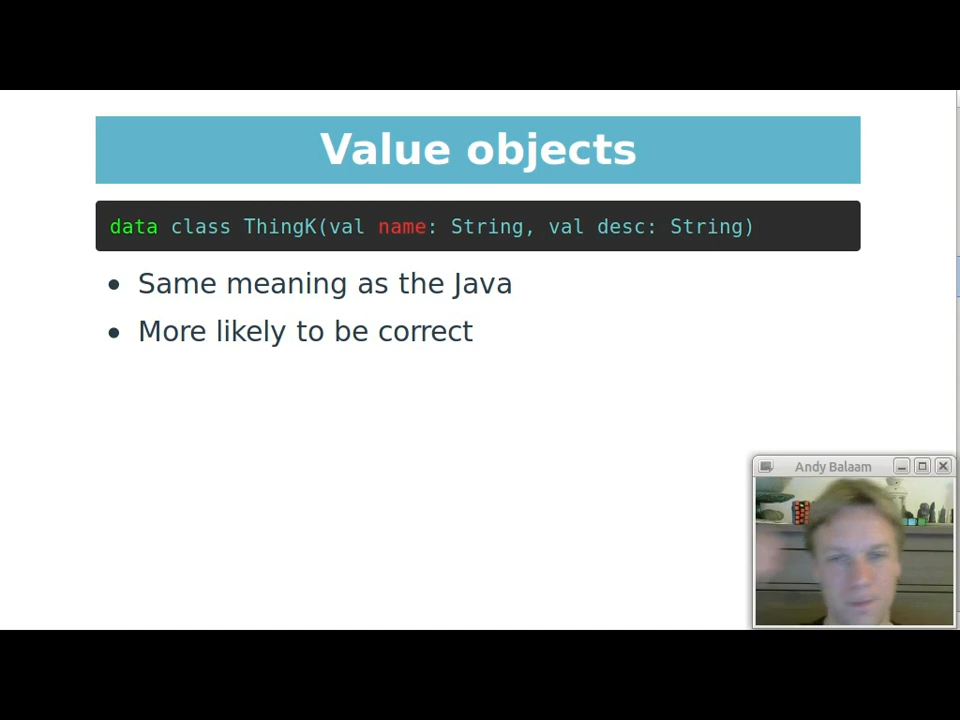 Value objects
data class ThingK(val name: String, val desc: String)
Same meaning as the Java
More likely to be correct
Andy Balaam